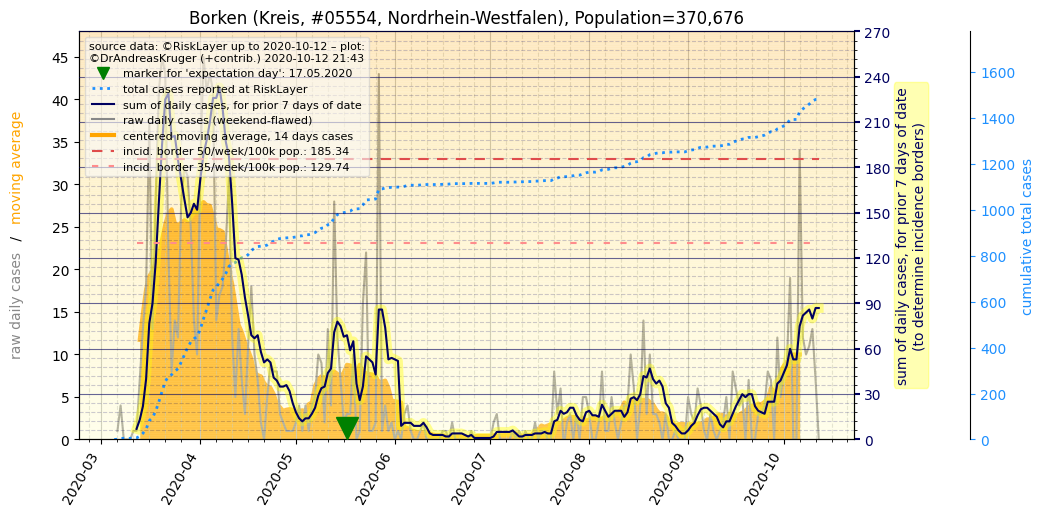 Borken (Kreis, #05554, Nordrhein-Westfalen), Population=370,676
source data: ©RiskLayer up to 2020-10-12 – plot:
©DrAndreasKruger (+contrib.) 2020-10-12 21:43
marker for 'expectation day': 17.05.2020
total cases reported at RiskLayer
sum of daily cases, for prior 7 days of date
raw daily cases (weekend-flawed)
centered moving average, 14 days cases
incid. border 50/week/100k pop.: 185.34
incid. border 35/week/100k pop.: 129.74
raw daily cases / moving average
45
40
35
30
25
20
15
10
5
0
2020-03
2020-04
2020-05
2020-06
2020-07
2020-08
2020-09
2020-10
270
240
210
180
150
120
90
60
30
0
sum of daily cases, for prior 7 days of date
(to determine incidence borders)
1600
1400
1200
1000
800
600
400
200
0
cumulative total cases